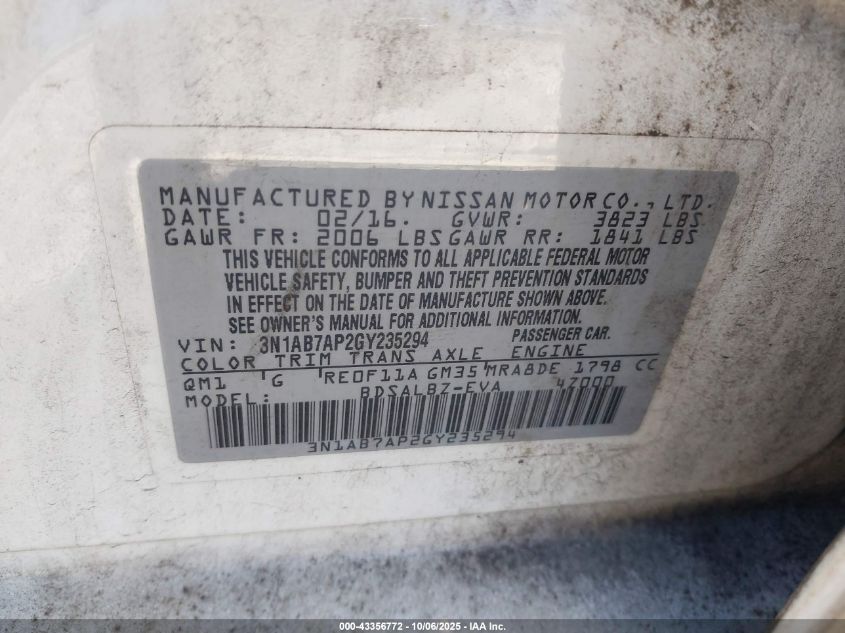 MANUFACTURED BY NISSAN MOTOR CO., LTD.
DATE: 02/16. GVWR: 3823 LBS
GAWR FR: 2006 LBS GAWR RR: 1841 LBS
THIS VEHICLE CONFORMS TO ALL APPLICABLE FEDERAL MOTOR
VEHICLE SAFETY, BUMPER AND THEFT PREVENTION STANDARDS
IN EFFECT ON THE DATE OF MANUFACTURE SHOWN ABOVE.
SEE OWNER'S MANUAL FOR ADDITIONAL INFORMATION.
VIN: 3N1AB7AP2GY235294 PASSENGER CAR.
COLOR TRIM TRANS AXLE ENGINE
QM1 G RE0F11A GM35 MRA8DE 1798 CC
MODEL: BDSALBZ-EVA 4Z000
3N1AB7AP2GY235294
000-43356772 - 10/06/2025 - IAA Inc.